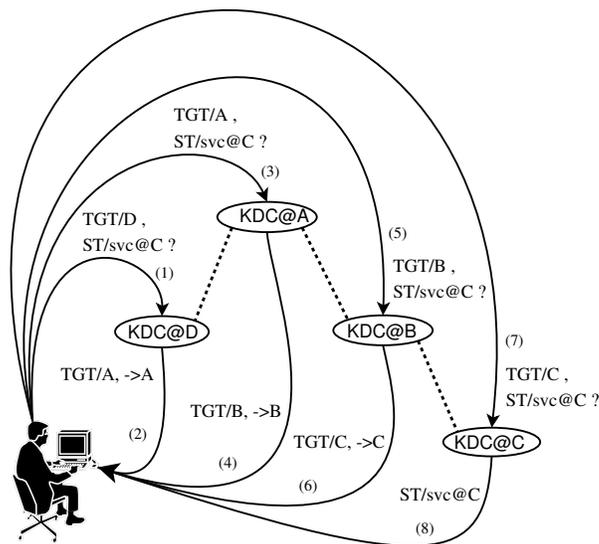 TGT/A ,
ST/svc@C ?
(3)
KDC@A
TGT/D ,
ST/svc@C ?
(1)
(5)
TGT/B ,
ST/svc@C ?
KDC@D
KDC@B
(7)
TGT/A, ->A
TGT/C ,
ST/svc@C ?
TGT/B, ->B
(2)
TGT/C, ->C
KDC@C
(4)
(6)
ST/svc@C
(8)